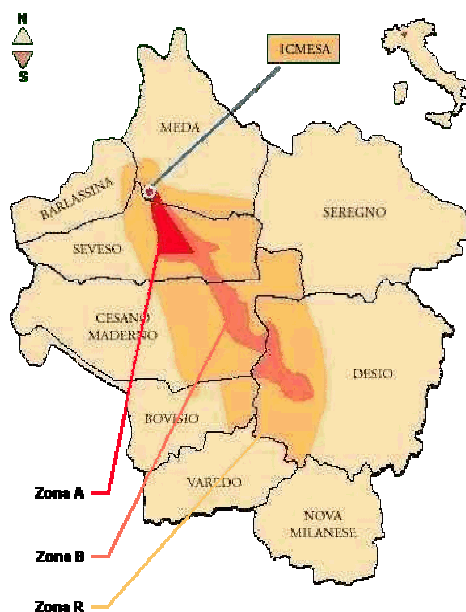 N
S
ICMESA
MEDA
BARLASSINA
SEREGNO
SEVESO
CESANO
MADERNO
DESIO
BOVISIO
VAREDO
Zona A
NOVA
MILANESE
Zona B
Zona R